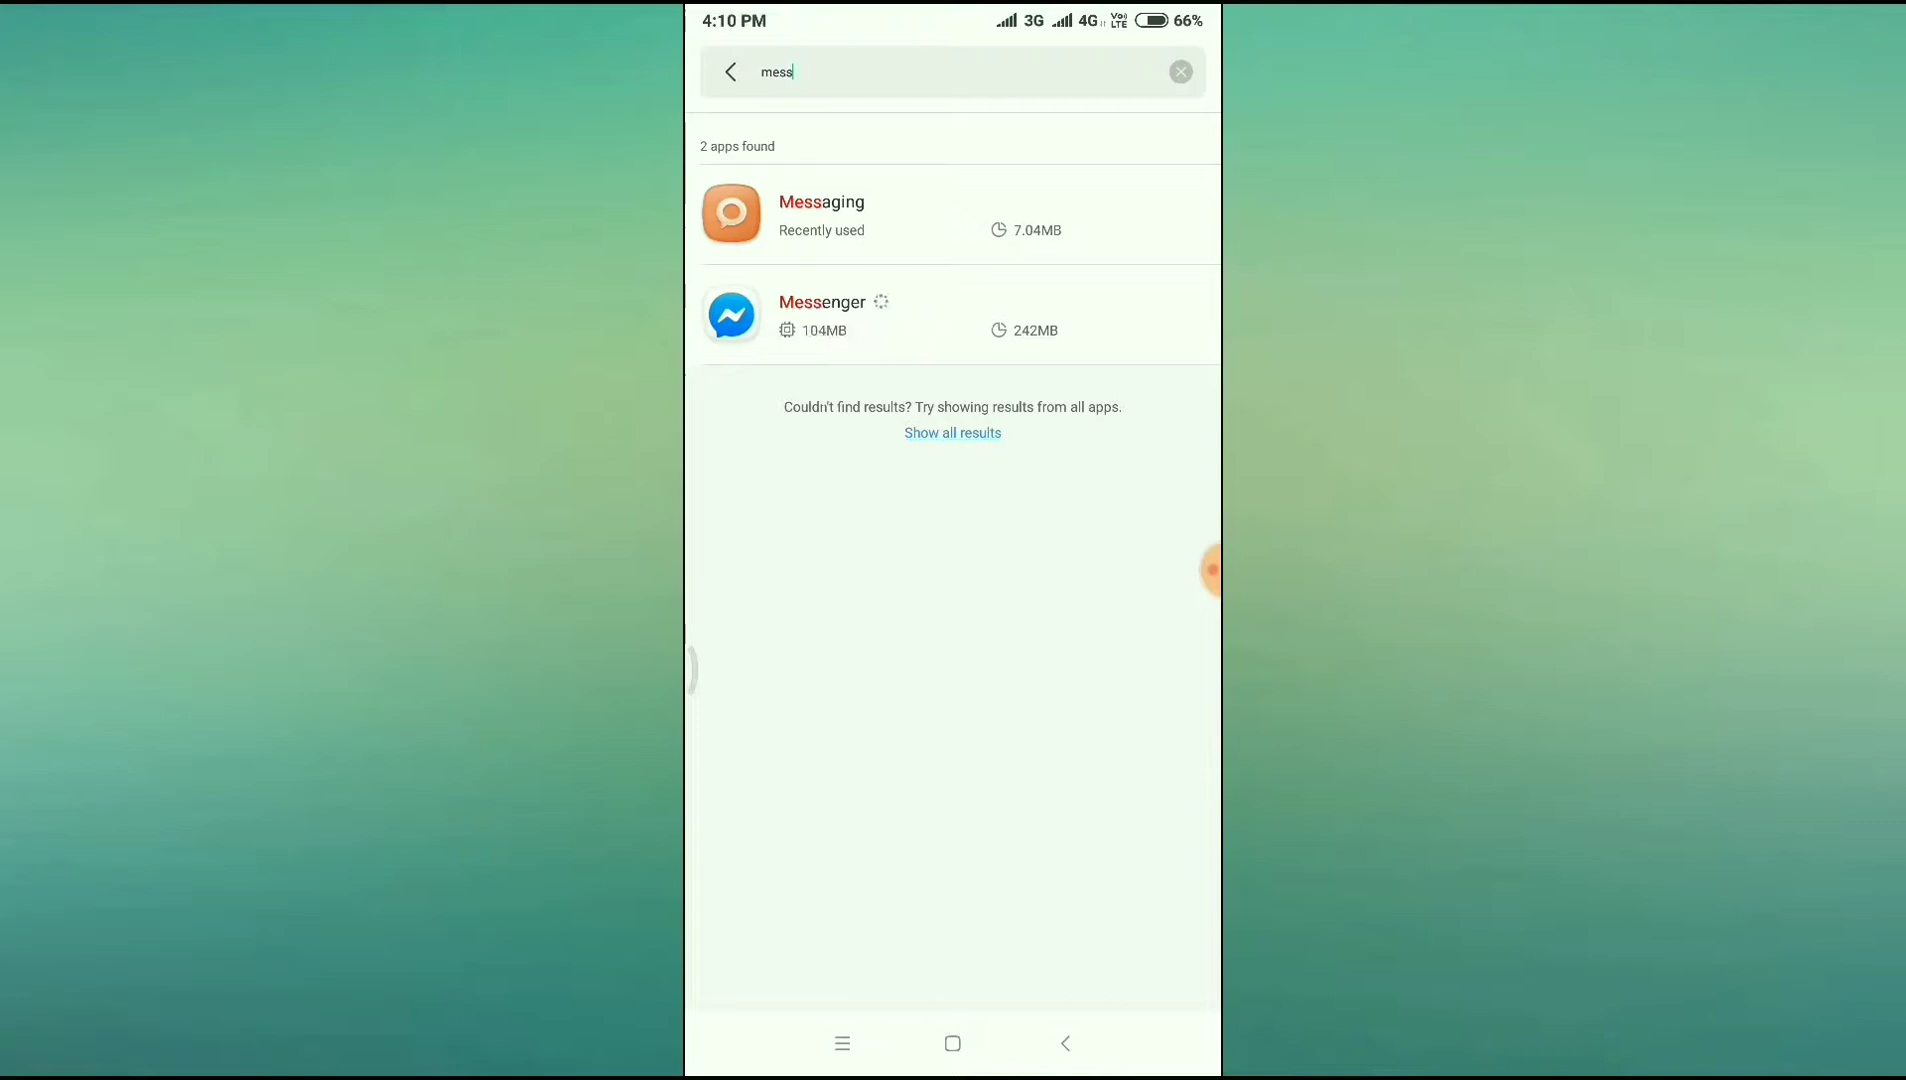 4:10 PM 3G 4G Vo) LTE 66%
mess
2 apps found
Messaging
Recently used 7.04MB
Messenger
104MB 242MB
Couldn't find results? Try showing results from all apps.
Show all results